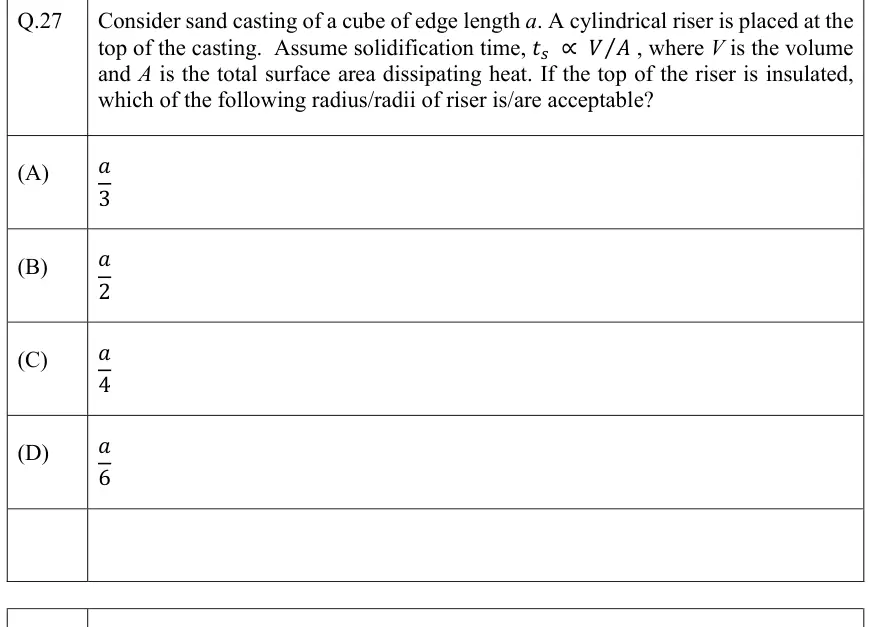 Q.27 Consider sand casting of a cube of edge length a. A cylindrical riser is placed at the
top of the casting. Assume solidification time, tₛ ∝ V/A , where V is the volume
and A is the total surface area dissipating heat. If the top of the riser is insulated,
which of the following radius/radii of riser is/are acceptable?
(A) a/3
(B) a/2
(C) a/4
(D) a/6